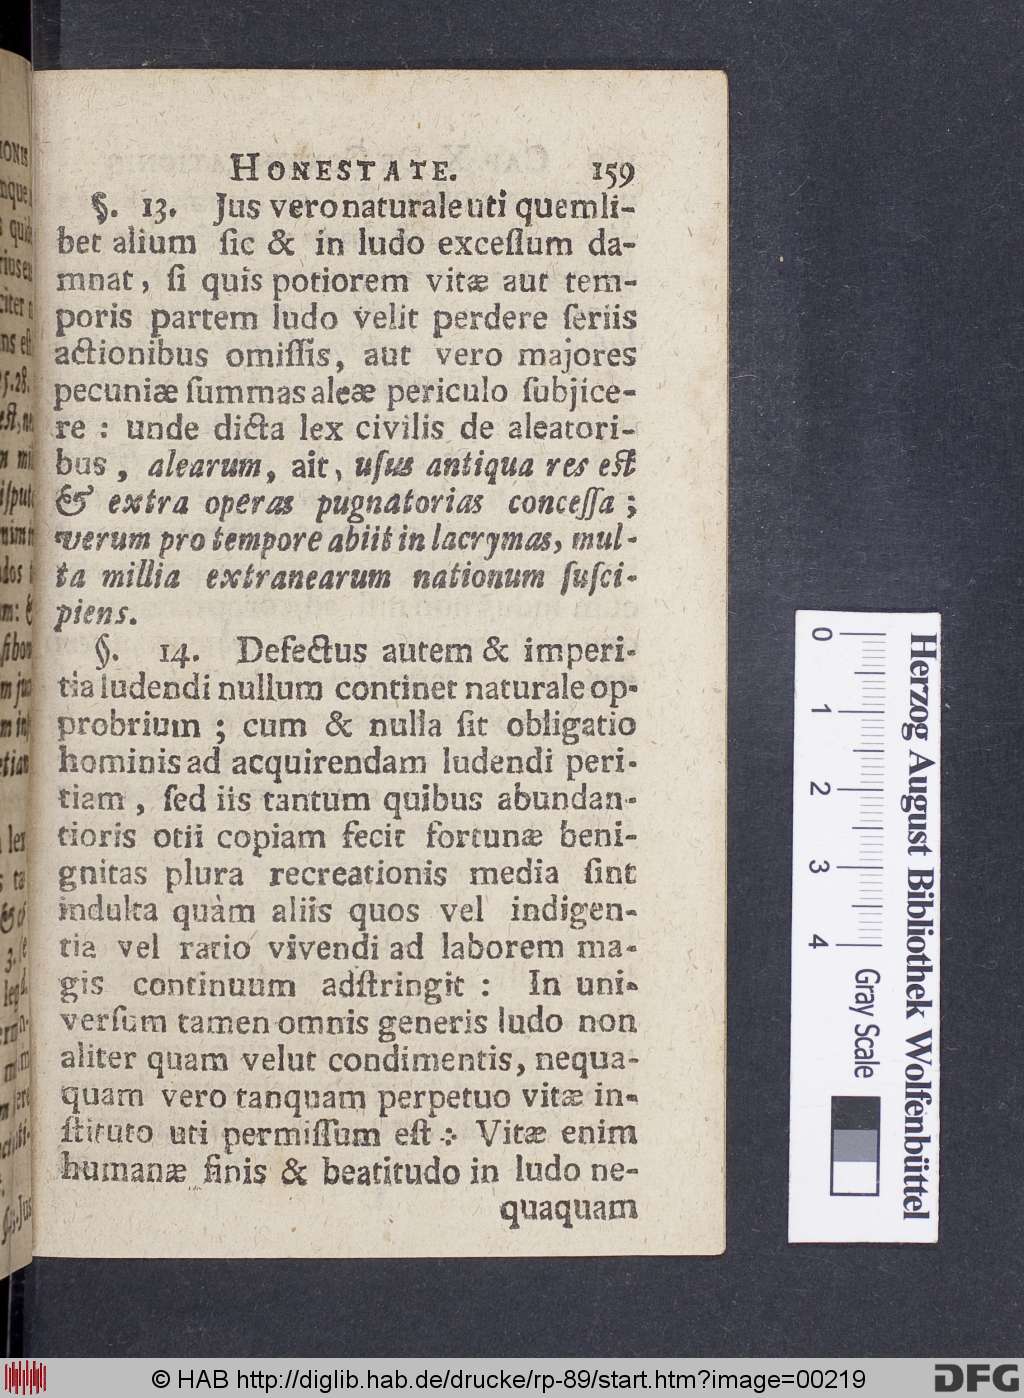 HONESTATE. 159
§. 13. Jus vero naturale uti quemli-
bet alium ſic & in ludo exceſſum da-
mnat, ſi quis potiorem vitæ aut tem-
poris partem ludo velit perdere ſeriis
actionibus omiſſis, aut vero majores
pecuniæ ſummas aleæ periculo ſubjice-
re : unde dicta lex civilis de aleatori-
bus, alearum, ait, uſus antiqua res eſt
& extra operas pugnatorias conceſſa ;
verum pro tempore abiit in lacrymas, mul-
ta millia extranearum nationum ſuſci-
piens.
§. 14. Defectus autem & imperi-
tia ludendi nullum continet naturale op-
probrium ; cum & nulla ſit obligatio
hominis ad acquirendam ludendi peri-
tiam, ſed iis tantum quibus abundan-
tioris otii copiam fecit fortunæ beni-
gnitas plura recreationis media ſint
indulta quàm aliis quos vel indigen-
tia vel ratio vivendi ad laborem ma-
gis continuum adſtringit : In uni-
verſum tamen omnis generis ludo non
aliter quam velut condimentis, nequa-
quam vero tanquam perpetuo vitæ in-
ſtituto uti permiſſum eſt : Vitæ enim
humanæ finis & beatitudo in ludo ne-
quaquam
Herzog August Bibliothek Wolfenbüttel
0 1 2 3 4 Gray Scale
© HAB http://diglib.hab.de/drucke/rp-89/start.htm?image=00219
DFG